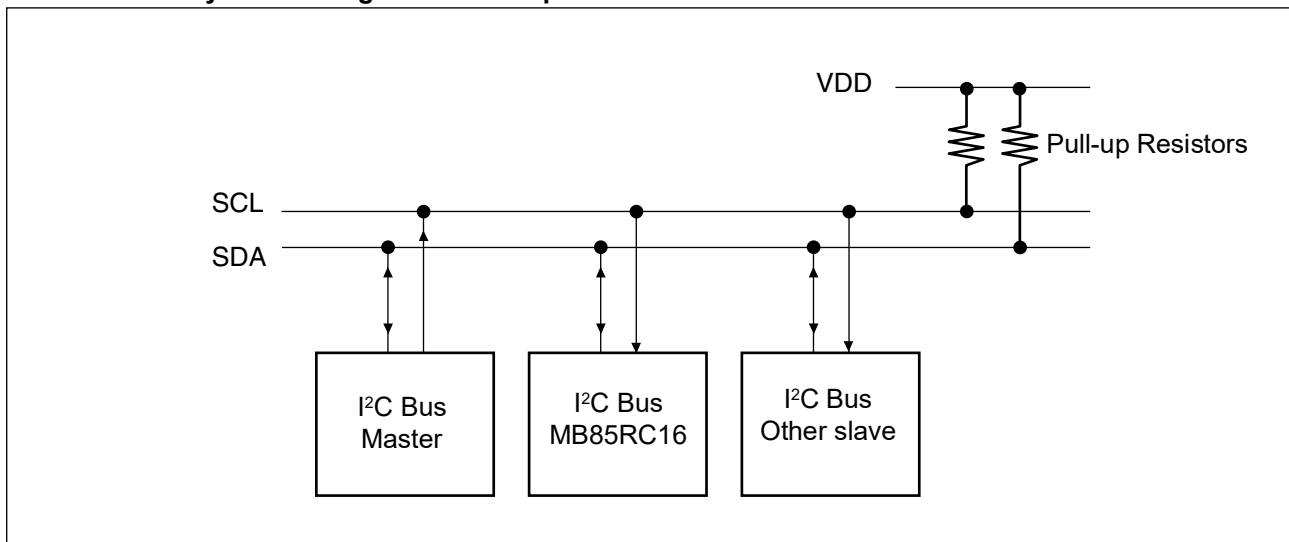 VDD
Pull-up Resistors
SCL
SDA
I²C Bus
Master
I²C Bus
MB85RC16
I²C Bus
Other slave